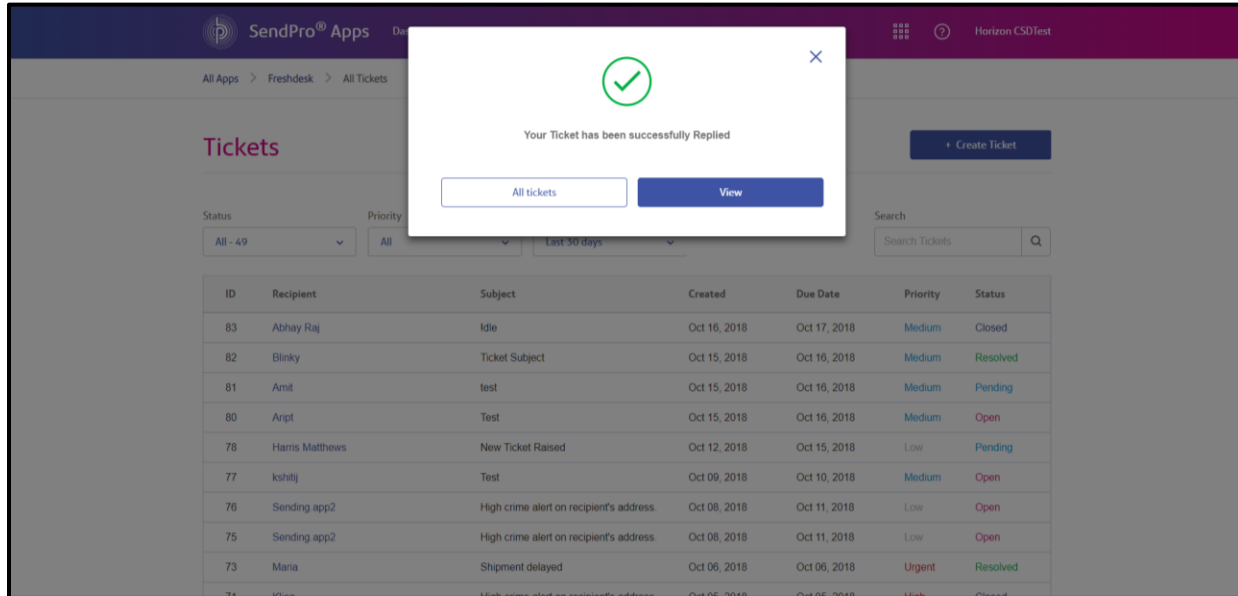 SendPro® Apps
Horizon CSDTest
All Apps > Freshdesk > All Tickets
Your Ticket has been successfully Replied
All tickets
View
Tickets
+ Create Ticket
Status Priority Search
All - 49 All Last 30 days Search Tickets
ID Recipient Subject Created Due Date Priority Status
83 Abhay Raj Idle Oct 16, 2018 Oct 17, 2018 Medium Closed
82 Blinky Ticket Subject Oct 15, 2018 Oct 16, 2018 Medium Resolved
81 Amit test Oct 15, 2018 Oct 16, 2018 Medium Pending
80 Test Oct 15, 2018 Oct 16, 2018 Medium Open
78 Harris Matthews New Ticket Raised Oct 12, 2018 Oct 15, 2018 Low Pending
77 kshitij Test Oct 09, 2018 Oct 10, 2018 Medium Open
76 Sending.app2 High crime alert on recipient's address. Oct 08, 2018 Oct 11, 2018 Low Open
75 Sending.app2 High crime alert on recipient's address. Oct 08, 2018 Oct 11, 2018 Low Open
73 Maria Shipment delayed Oct 06, 2018 Oct 06, 2018 Urgent Resolved